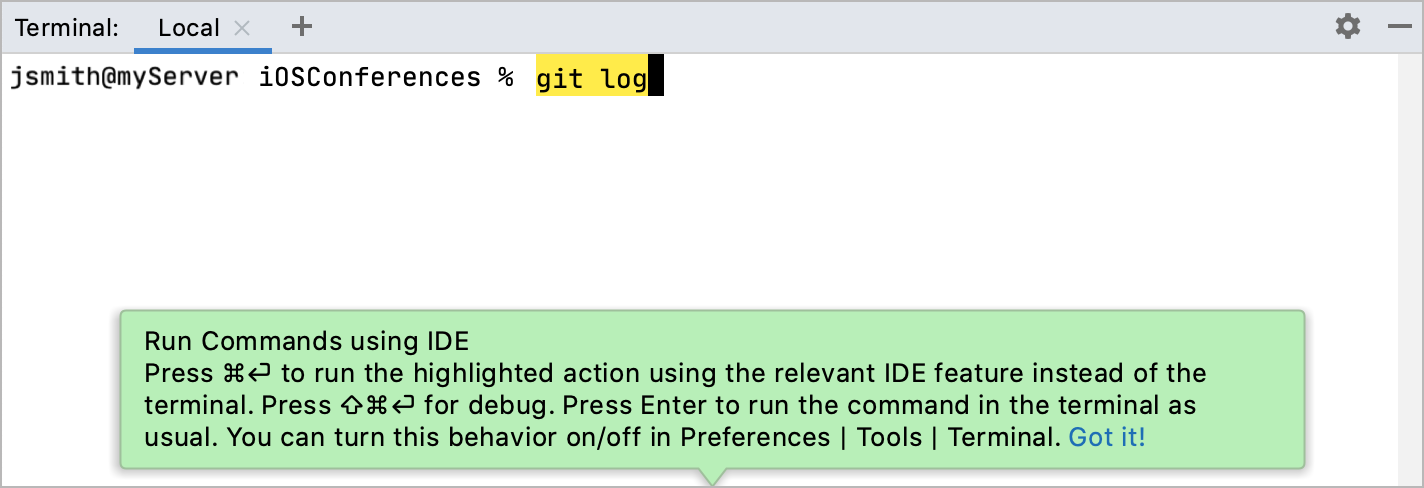 Terminal: Local
jsmith@myServer iOSConferences % git log
Run Commands using IDE
Press ⌘⏎ to run the highlighted action using the relevant IDE feature instead of the
terminal. Press ⇧⌘⏎ for debug. Press Enter to run the command in the terminal as
usual. You can turn this behavior on/off in Preferences | Tools | Terminal. Got it!